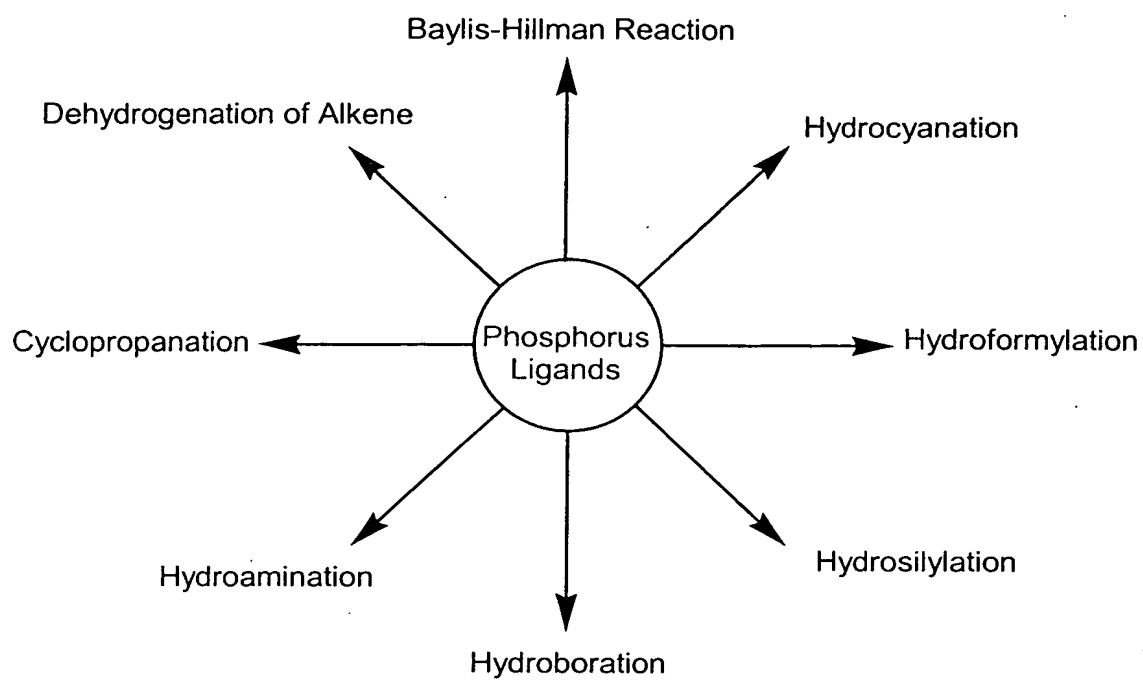 Baylis-Hillman Reaction
Dehydrogenation of Alkene
Hydrocyanation
Cyclopropanation
Phosphorus
Ligands
Hydroformylation
Hydroamination
Hydrosilylation
Hydroboration